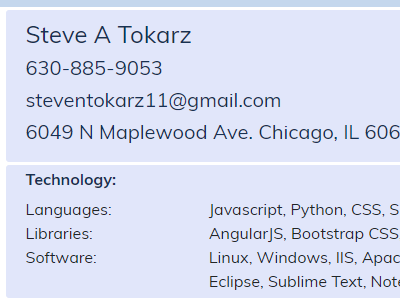 Steve A Tokarz
630-885-9053
steventokarz11@gmail.com
6049 N Maplewood Ave. Chicago, IL 606
Technology:
Languages: Javascript, Python, CSS, S
Libraries: AngularJS, Bootstrap CSS
Software: Linux, Windows, IIS, Apac
Eclipse, Sublime Text, Note